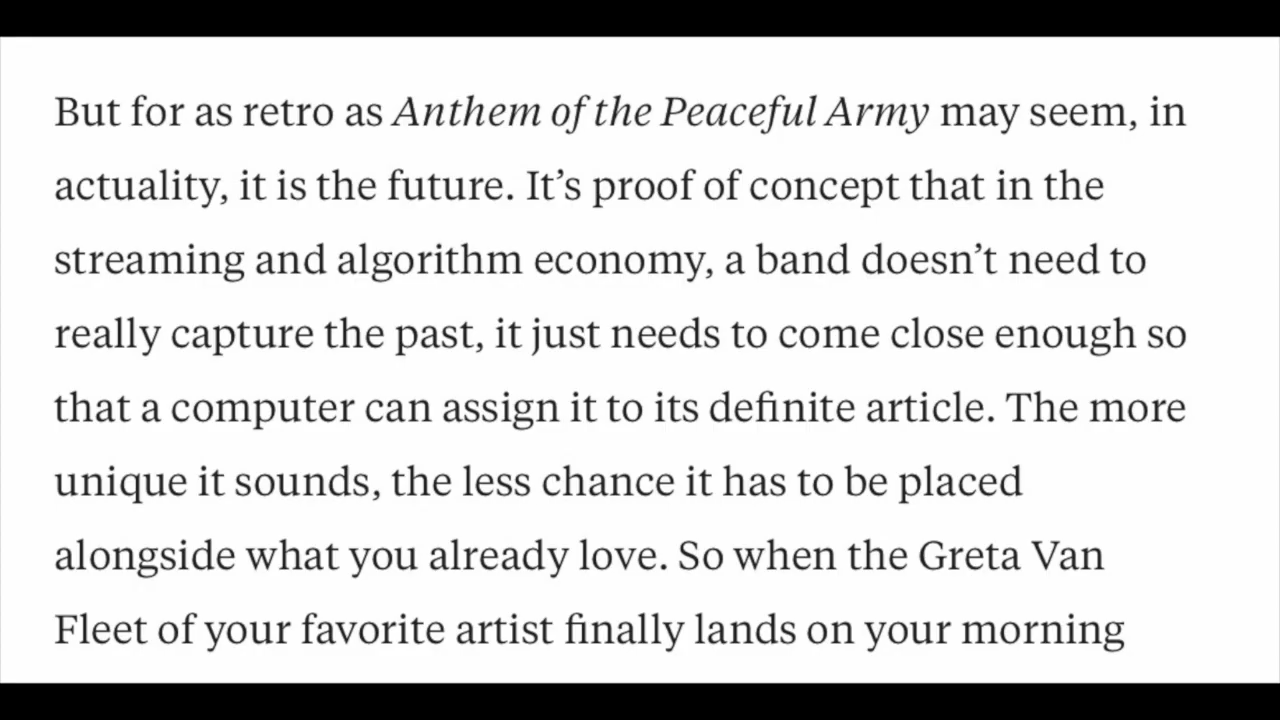 But for as retro as Anthem of the Peaceful Army may seem, in
actuality, it is the future. It’s proof of concept that in the
streaming and algorithm economy, a band doesn’t need to
really capture the past, it just needs to come close enough so
that a computer can assign it to its definite article. The more
unique it sounds, the less chance it has to be placed
alongside what you already love. So when the Greta Van
Fleet of your favorite artist finally lands on your morning